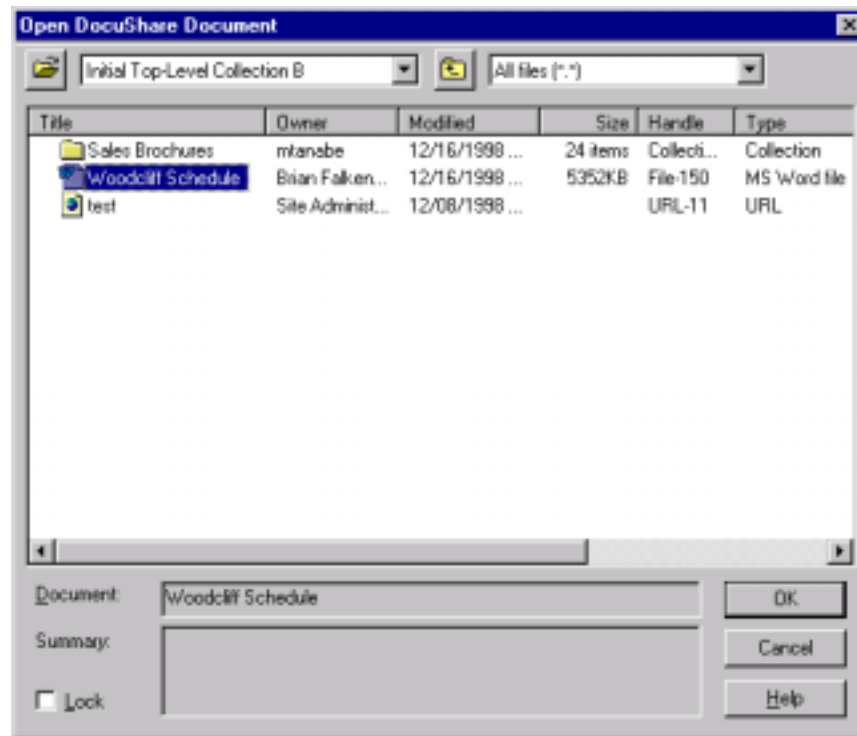 Open DocuShare Document
Initial Top-Level Collection B All files (*.*)
Title Owner Modified Size Handle Type
Sales Brochures mtanabe 12/16/1998 ... 24 items Collecti... Collection
Woodcliff Schedule Brian Falken... 12/16/1998 ... 5352KB File-150 MS Word file
test Site Administ... 12/08/1998 ... URL-11 URL
Document: Woodcliff Schedule OK
Summary: Cancel
Lock Help